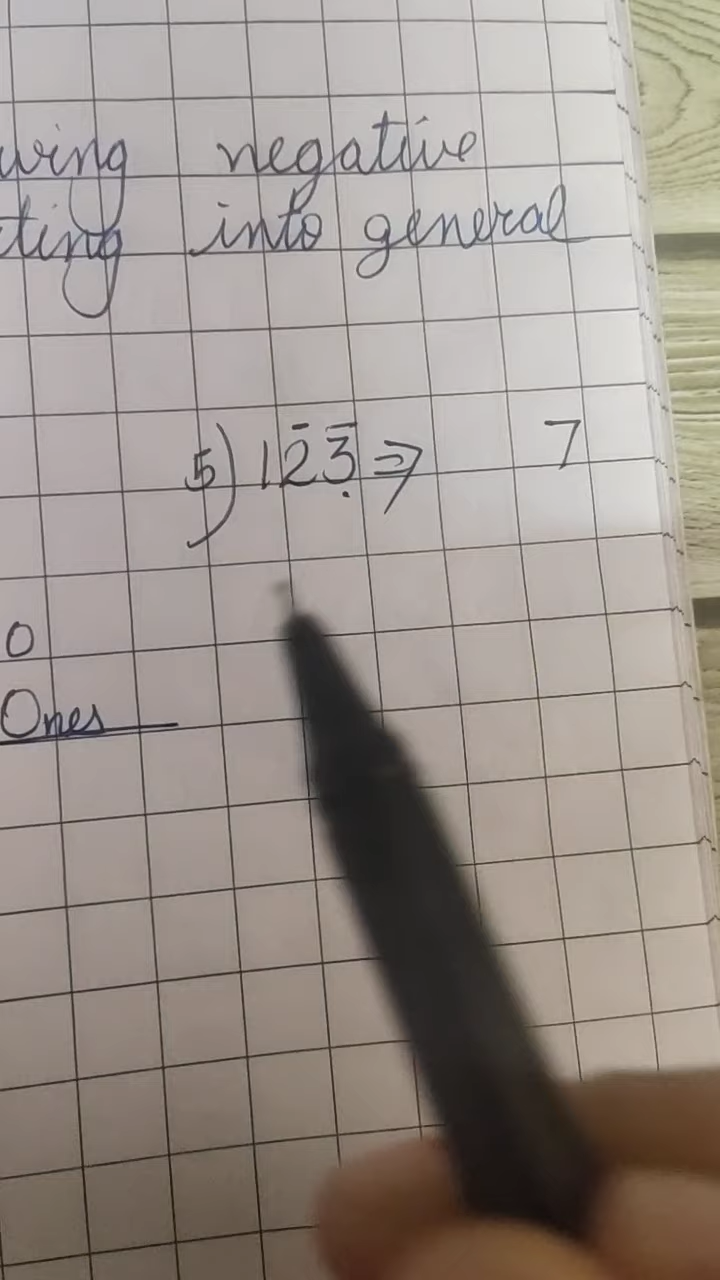 wing negative
ting into general
5) 12̄3̄ ⇒ 7
0
Ones